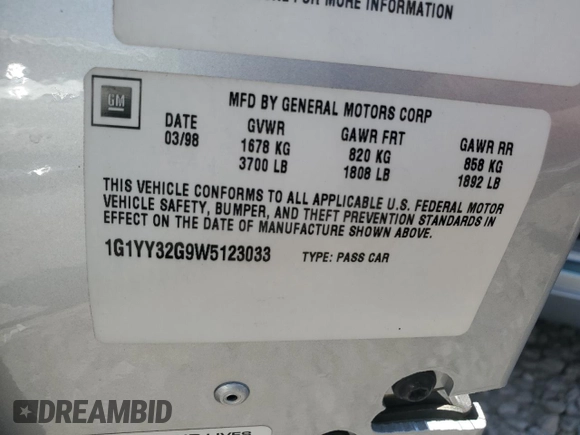 FOR MORE INFORMATION
GM
MFD BY GENERAL MOTORS CORP
DATE GVWR GAWR FRT GAWR RR
03/98 1678 KG 820 KG 858 KG
3700 LB 1808 LB 1892 LB
THIS VEHICLE CONFORMS TO ALL APPLICABLE U.S. FEDERAL MOTOR
VEHICLE SAFETY, BUMPER, AND THEFT PREVENTION STANDARDS IN
EFFECT ON THE DATE OF MANUFACTURE SHOWN ABOVE.
1G1YY32G9W5123033 TYPE: PASS CAR
DREAMBID